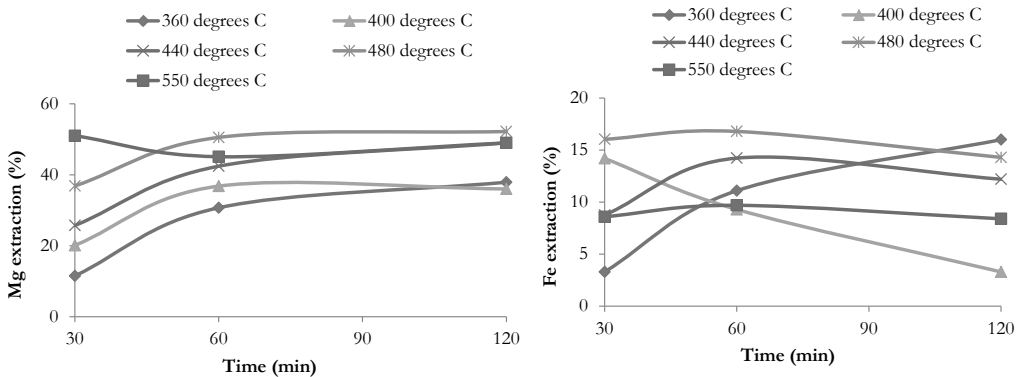 360 degrees C 400 degrees C
440 degrees C 480 degrees C
550 degrees C
60
40
20
0
30 60 90 120
Mg extraction (%)
Time (min)
360 degrees C 400 degrees C
440 degrees C 480 degrees C
550 degrees C
20
15
10
5
0
30 60 90 120
Fe extraction (%)
Time (min)